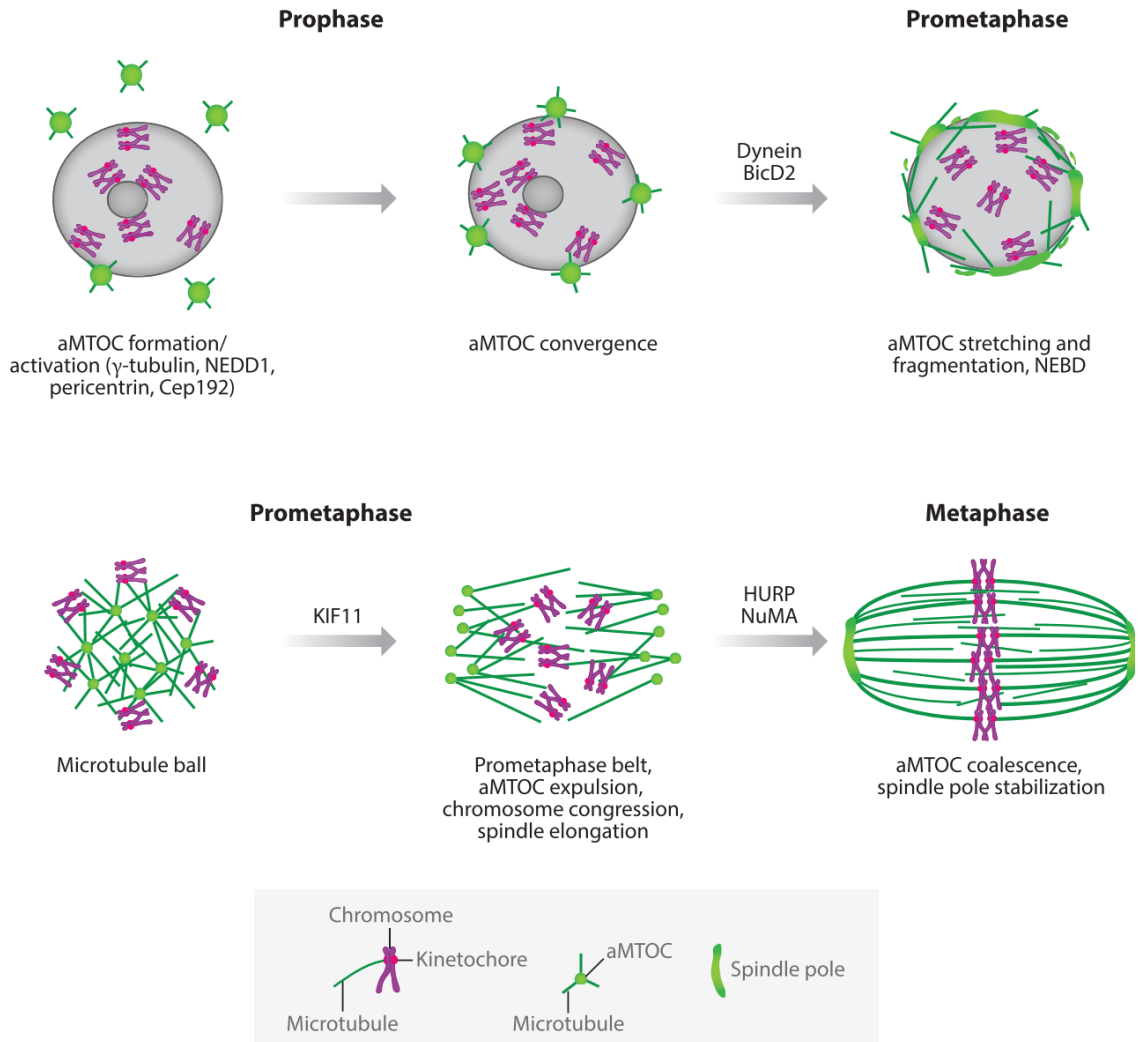 Prophase
Prometaphase
Dynein
BicD2
aMTOC formation/
activation (γ-tubulin, NEDD1,
pericentrin, Cep192)
aMTOC convergence
aMTOC stretching and
fragmentation, NEBD
Prometaphase
Metaphase
KIF11
HURP
NuMA
Microtubule ball
Prometaphase belt,
aMTOC expulsion,
chromosome congression,
spindle elongation
aMTOC coalescence,
spindle pole stabilization
Chromosome
Kinetochore
Microtubule
aMTOC
Microtubule
Spindle pole